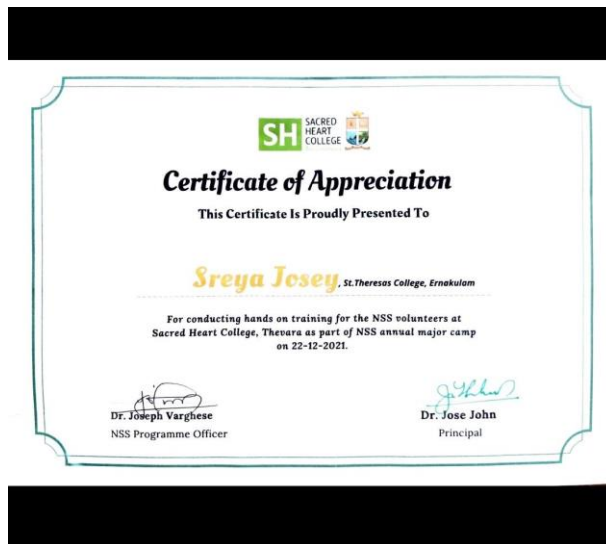 SH SACRED
HEART
COLLEGE
Certificate of Appreciation
This Certificate Is Proudly Presented To
Sreya Josey, St.Theresas College, Ernakulam
For conducting hands on training for the NSS volunteers at
Sacred Heart College, Thevara as part of NSS annual major camp
on 22-12-2021.
Dr. Joseph Varghese
NSS Programme Officer
Dr. Jose John
Principal